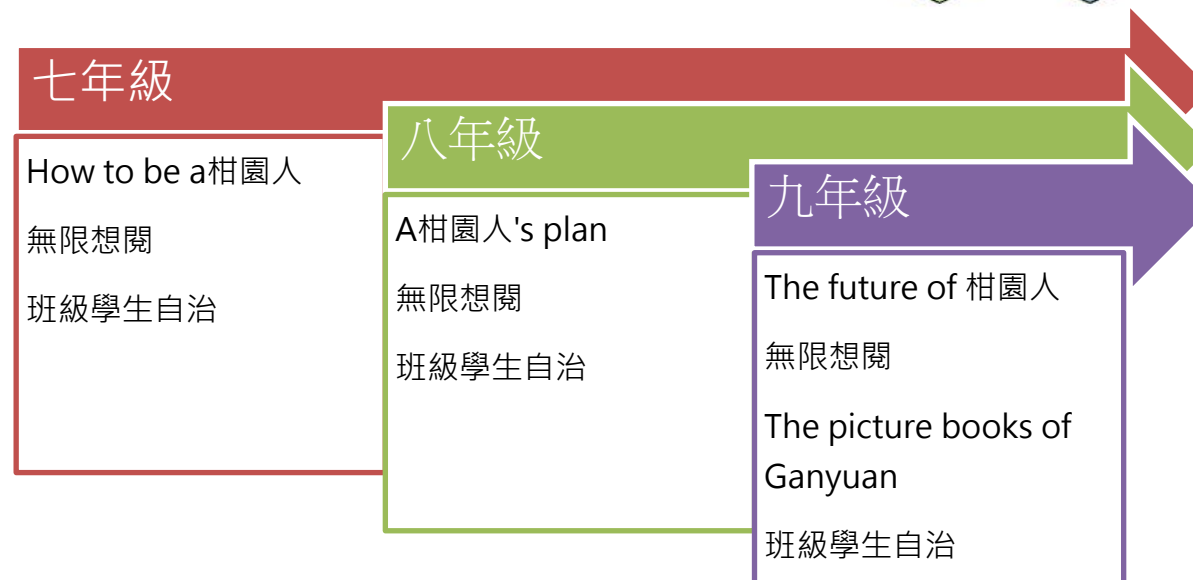 七年級
How to be a柑園人
無限想閱
班級學生自治
八年級
A柑園人's plan
無限想閱
班級學生自治
九年級
The future of 柑園人
無限想閱
The picture books of
Ganyuan
班級學生自治